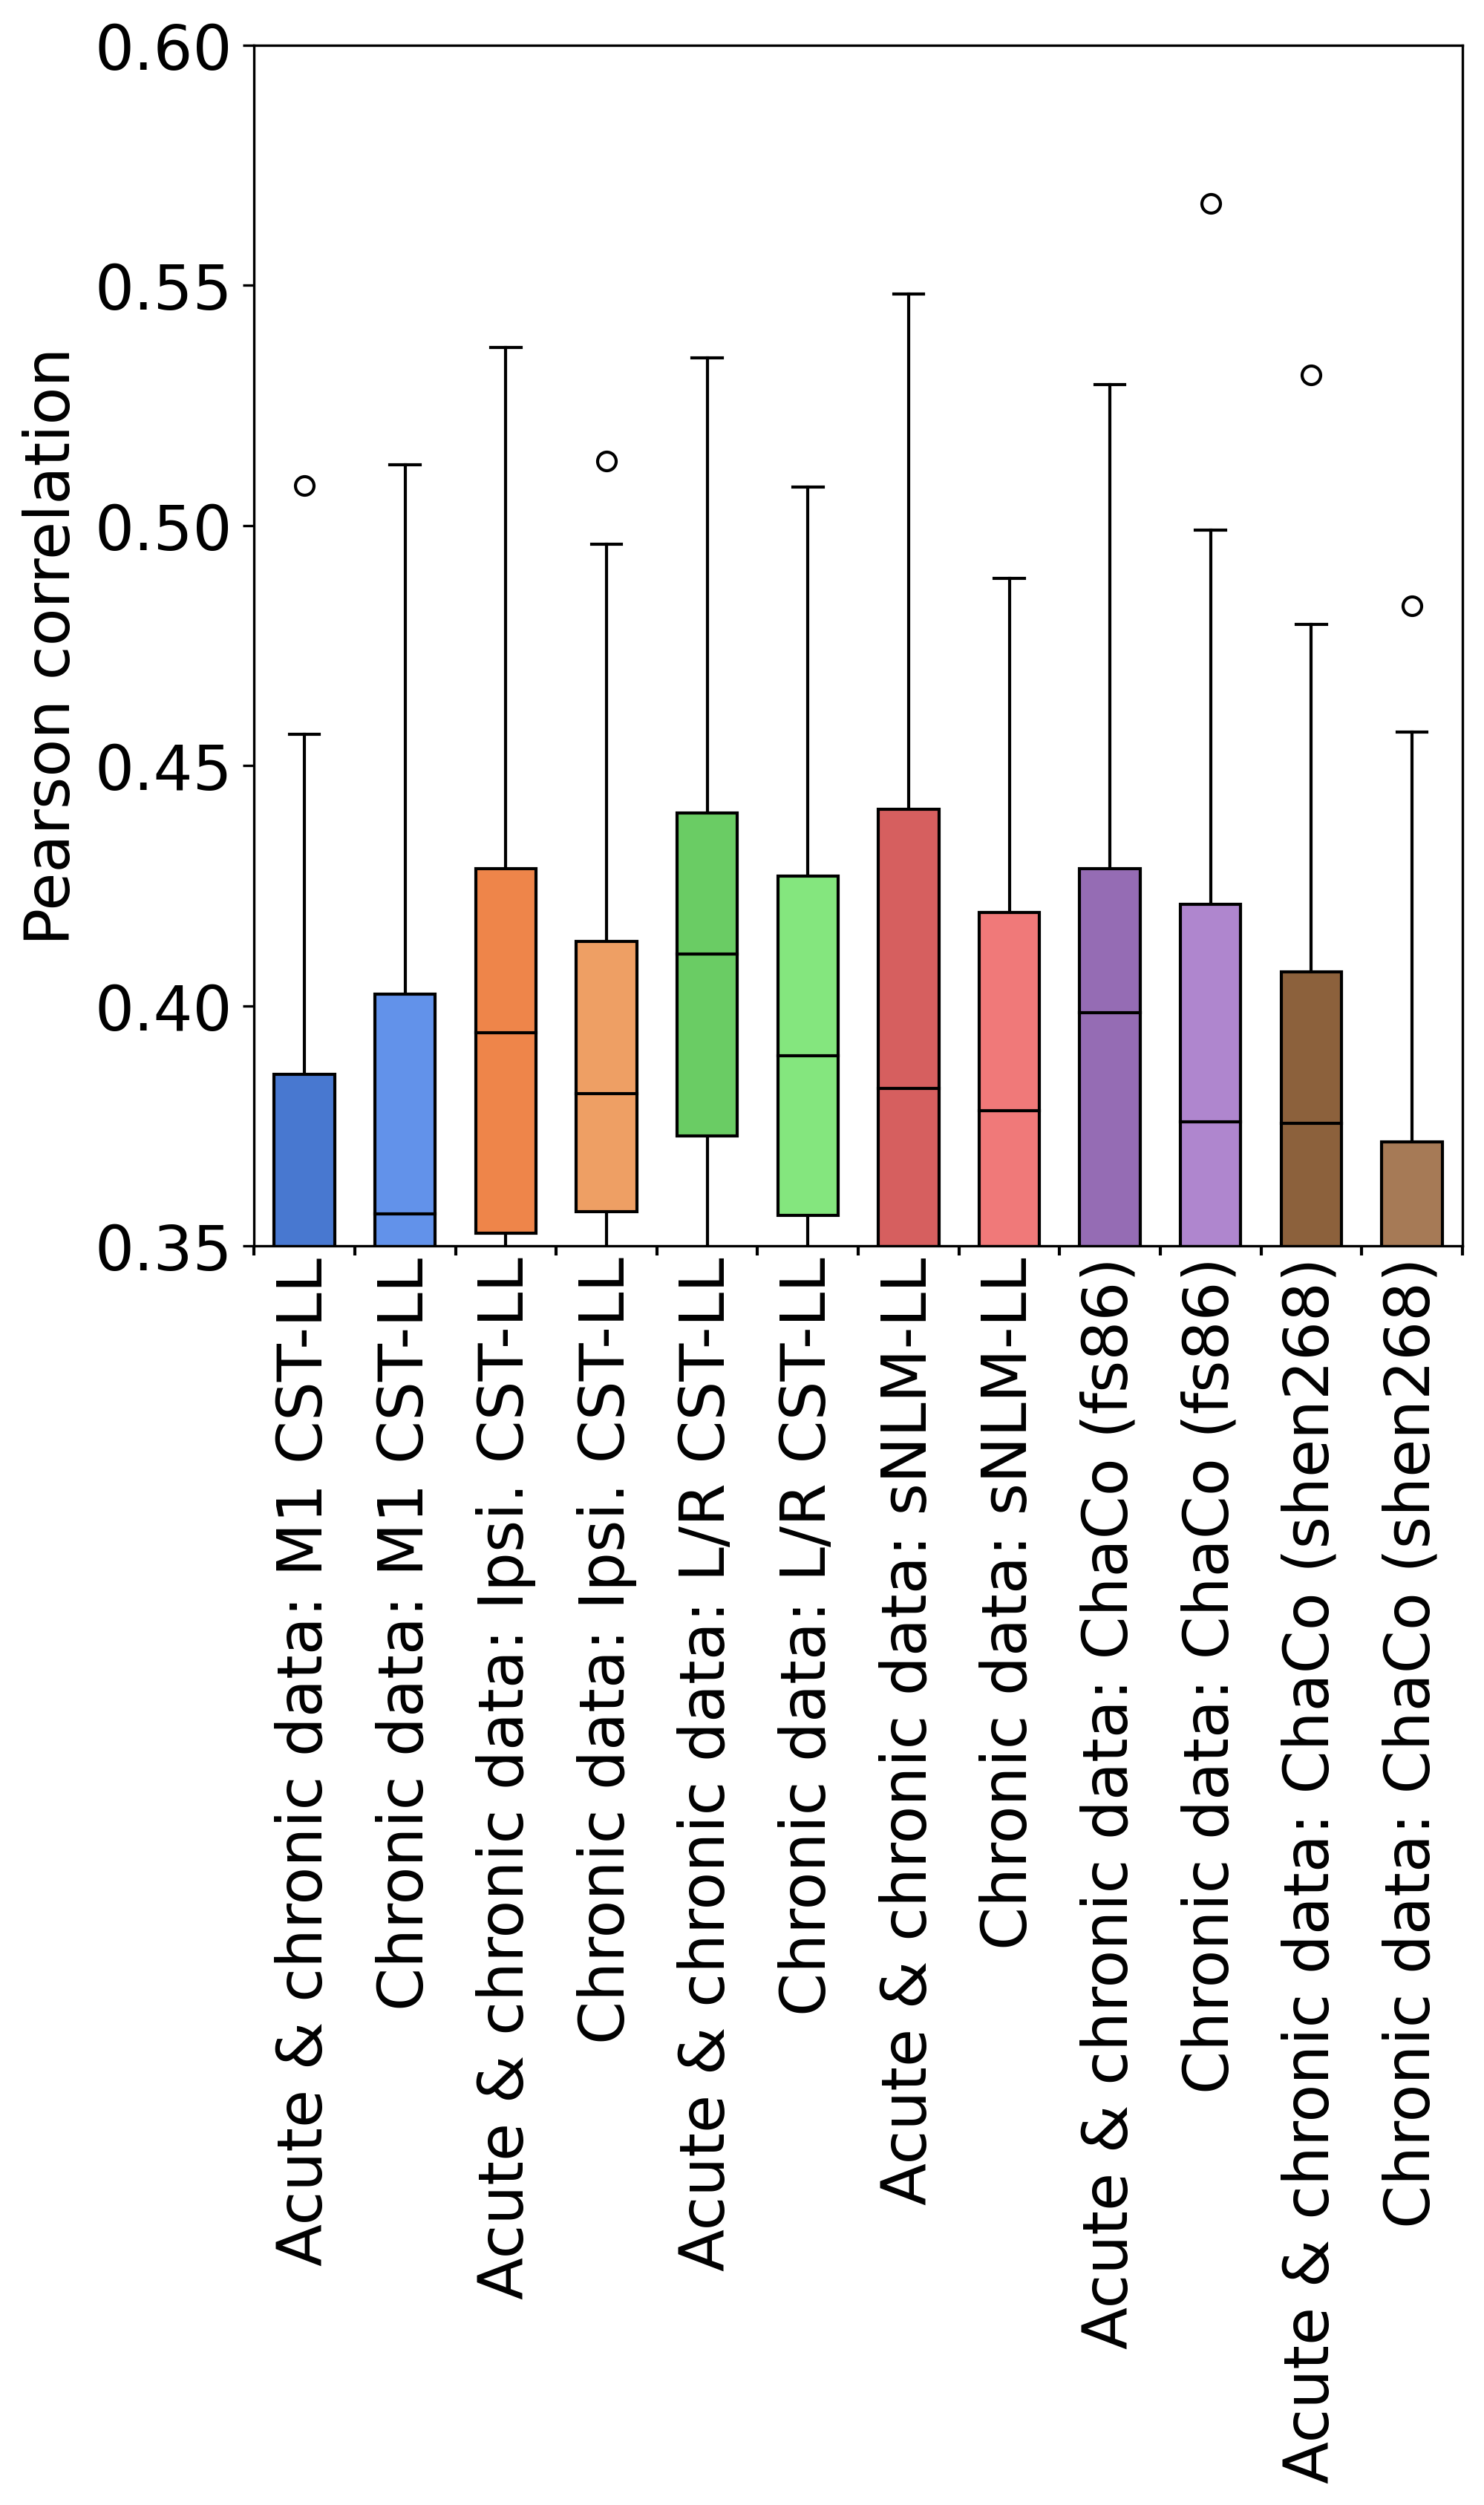 0.60
0.55
0.50
0.45
0.40
0.35
Pearson correlation
Acute & chronic data: M1 CST-LL
Chronic data: M1 CST-LL
Acute & chronic data: Ipsi. CST-LL
Chronic data: Ipsi. CST-LL
Acute & chronic data: L/R CST-LL
Chronic data: L/R CST-LL
Acute & chronic data: sNLM-LL
Chronic data: sNLM-LL
Acute & chronic data: ChaCo (fs86)
Chronic data: ChaCo (fs86)
Acute & chronic data: ChaCo (shen268)
Chronic data: ChaCo (shen268)